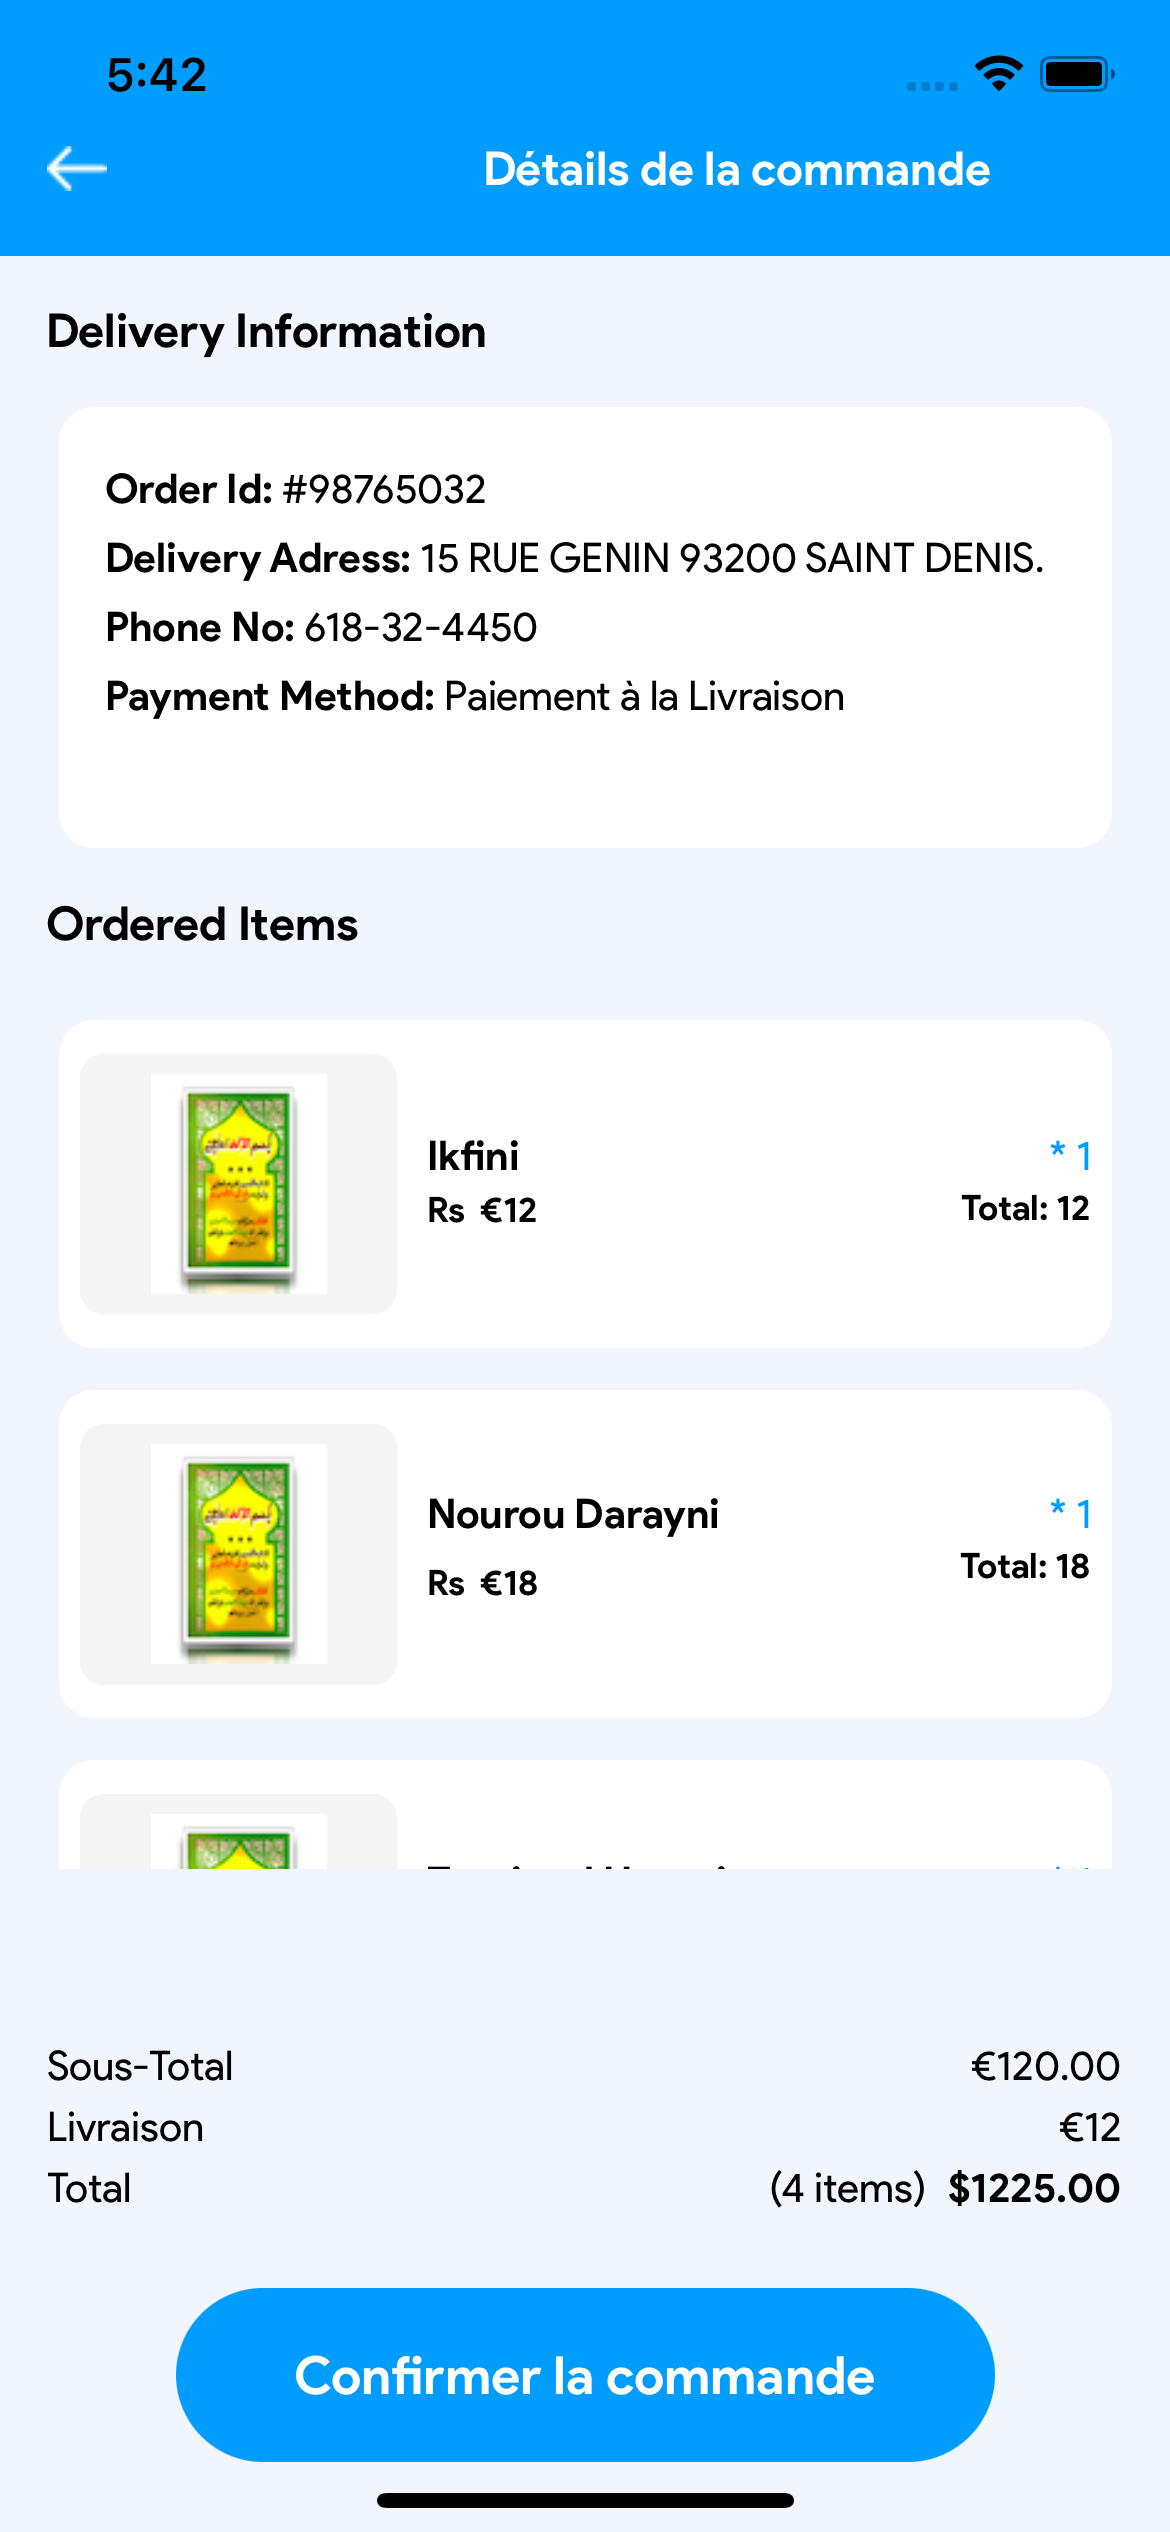 5:42
Détails de la commande
Delivery Information
Order Id: #98765032
Delivery Adress: 15 RUE GENIN 93200 SAINT DENIS.
Phone No: 618-32-4450
Payment Method: Paiement à la Livraison
Ordered Items
Ikfini
* 1
Rs €12
Total: 12
Nourou Darayni
* 1
Rs €18
Total: 18
Sous-Total €120.00
Livraison €12
Total (4 items) $1225.00
Confirmer la commande